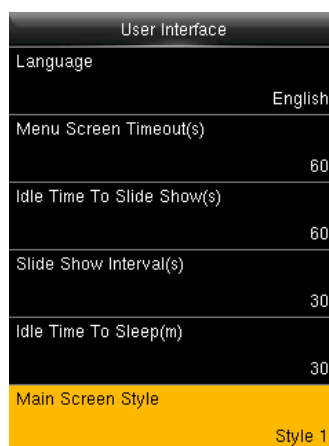 User Interface
Language
English
Menu Screen Timeout(s)
60
Idle Time To Slide Show(s)
60
Slide Show Interval(s)
30
Idle Time To Sleep(m)
30
Main Screen Style
Style 1